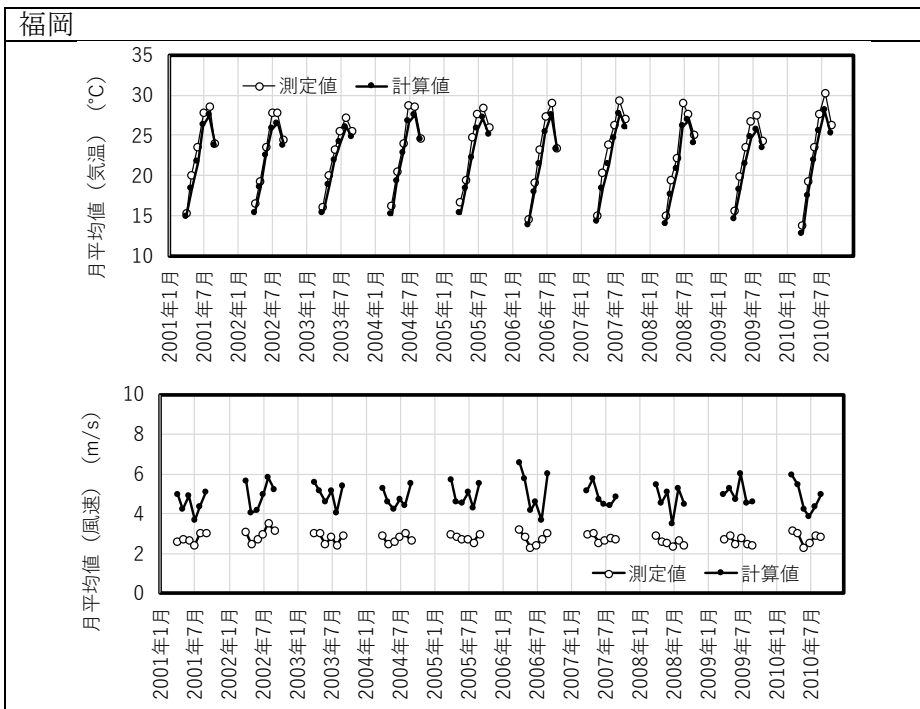 福岡
月平均値（気温）（℃）
35
30
25
20
15
10
測定値 計算値
2001年1月
2001年7月
2002年1月
2002年7月
2003年1月
2003年7月
2004年1月
2004年7月
2005年1月
2005年7月
2006年1月
2006年7月
2007年1月
2007年7月
2008年1月
2008年7月
2009年1月
2009年7月
2010年1月
2010年7月
月平均値（風速）（m/s）
10
8
6
4
2
0
測定値 計算値
2001年1月
2001年7月
2002年1月
2002年7月
2003年1月
2003年7月
2004年1月
2004年7月
2005年1月
2005年7月
2006年1月
2006年7月
2007年1月
2007年7月
2008年1月
2008年7月
2009年1月
2009年7月
2010年1月
2010年7月